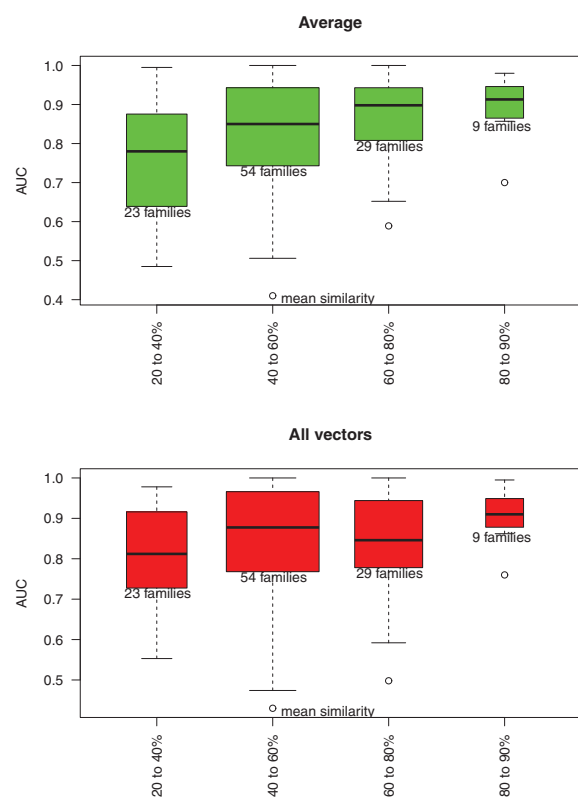 Average
1.0
0.9
0.8
0.7
0.6
0.5
0.4
AUC
23 families
54 families
29 families
9 families
mean similarity
20 to 40%
40 to 60%
60 to 80%
80 to 90%
All vectors
1.0
0.9
0.8
0.7
0.6
0.5
AUC
23 families
54 families
29 families
9 families
mean similarity
20 to 40%
40 to 60%
60 to 80%
80 to 90%